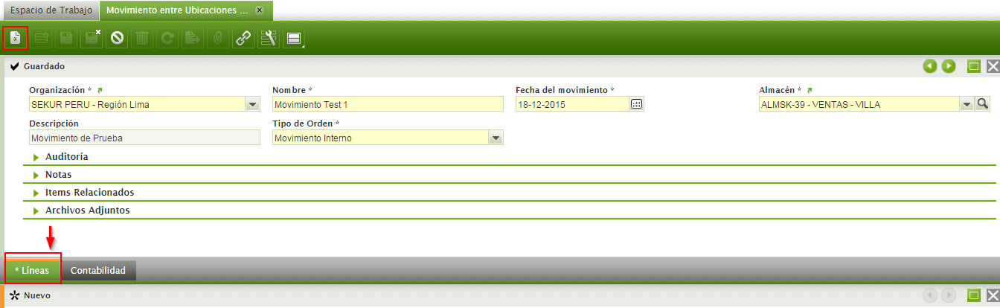 Espacio de Trabajo
Movimiento entre Ubicaciones ...
Guardado
Organización *
Nombre *
Fecha del movimiento *
Almacén *
SEKUR PERU - Región Lima
Movimiento Test 1
18-12-2015
ALMSK-39 - VENTAS - VILLA
Descripción
Tipo de Orden *
Movimiento de Prueba
Movimiento Interno
Auditoría
Notas
Items Relacionados
Archivos Adjuntos
* Líneas
Contabilidad
Nuevo